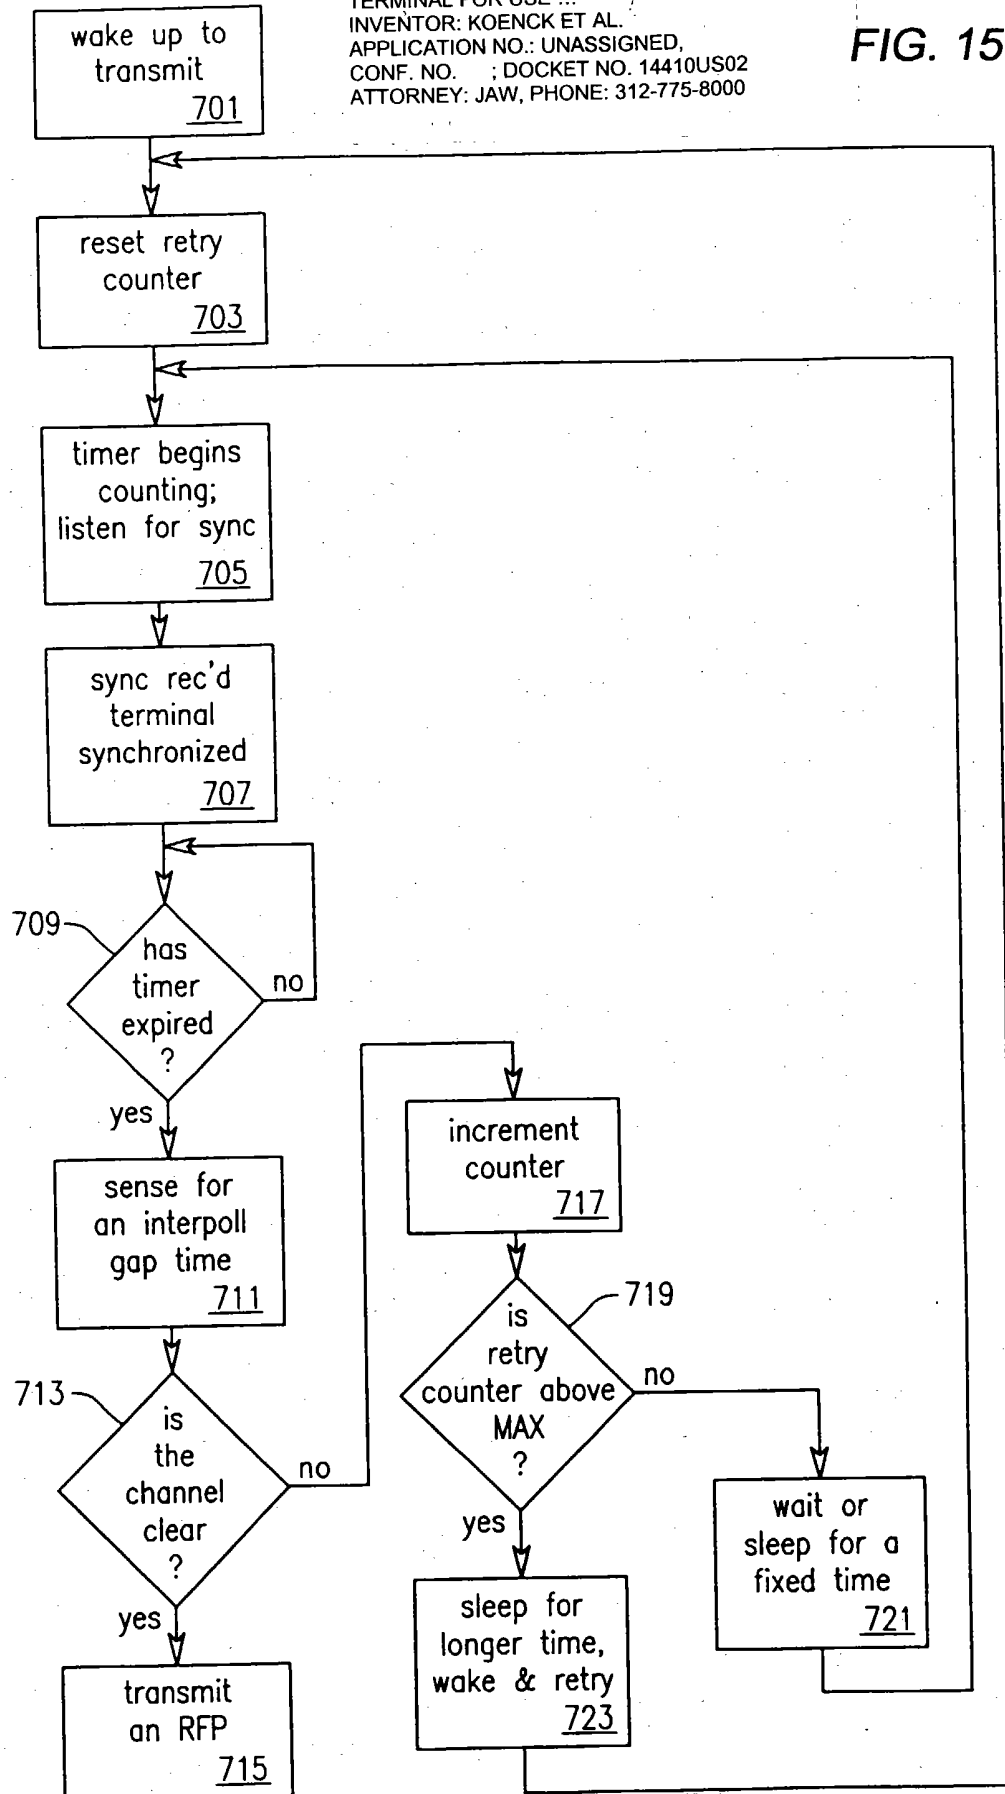 TERMINAL FOR USE ...
INVENTOR: KOENCK ET AL.
APPLICATION NO.: UNASSIGNED,
CONF. NO. ; DOCKET NO. 14410US02
ATTORNEY: JAW, PHONE: 312-775-8000
FIG. 15
wake up to
transmit
701
reset retry
counter
703
timer begins
counting;
listen for sync
705
sync rec'd
terminal
synchronized
707
709
has
timer
expired
?
no
yes
sense for
an interpoll
gap time
711
713
is
the
channel
clear
?
no
yes
transmit
an RFP
715
increment
counter
717
719
is
retry
counter above
MAX
?
no
yes
wait or
sleep for a
fixed time
721
sleep for
longer time,
wake & retry
723